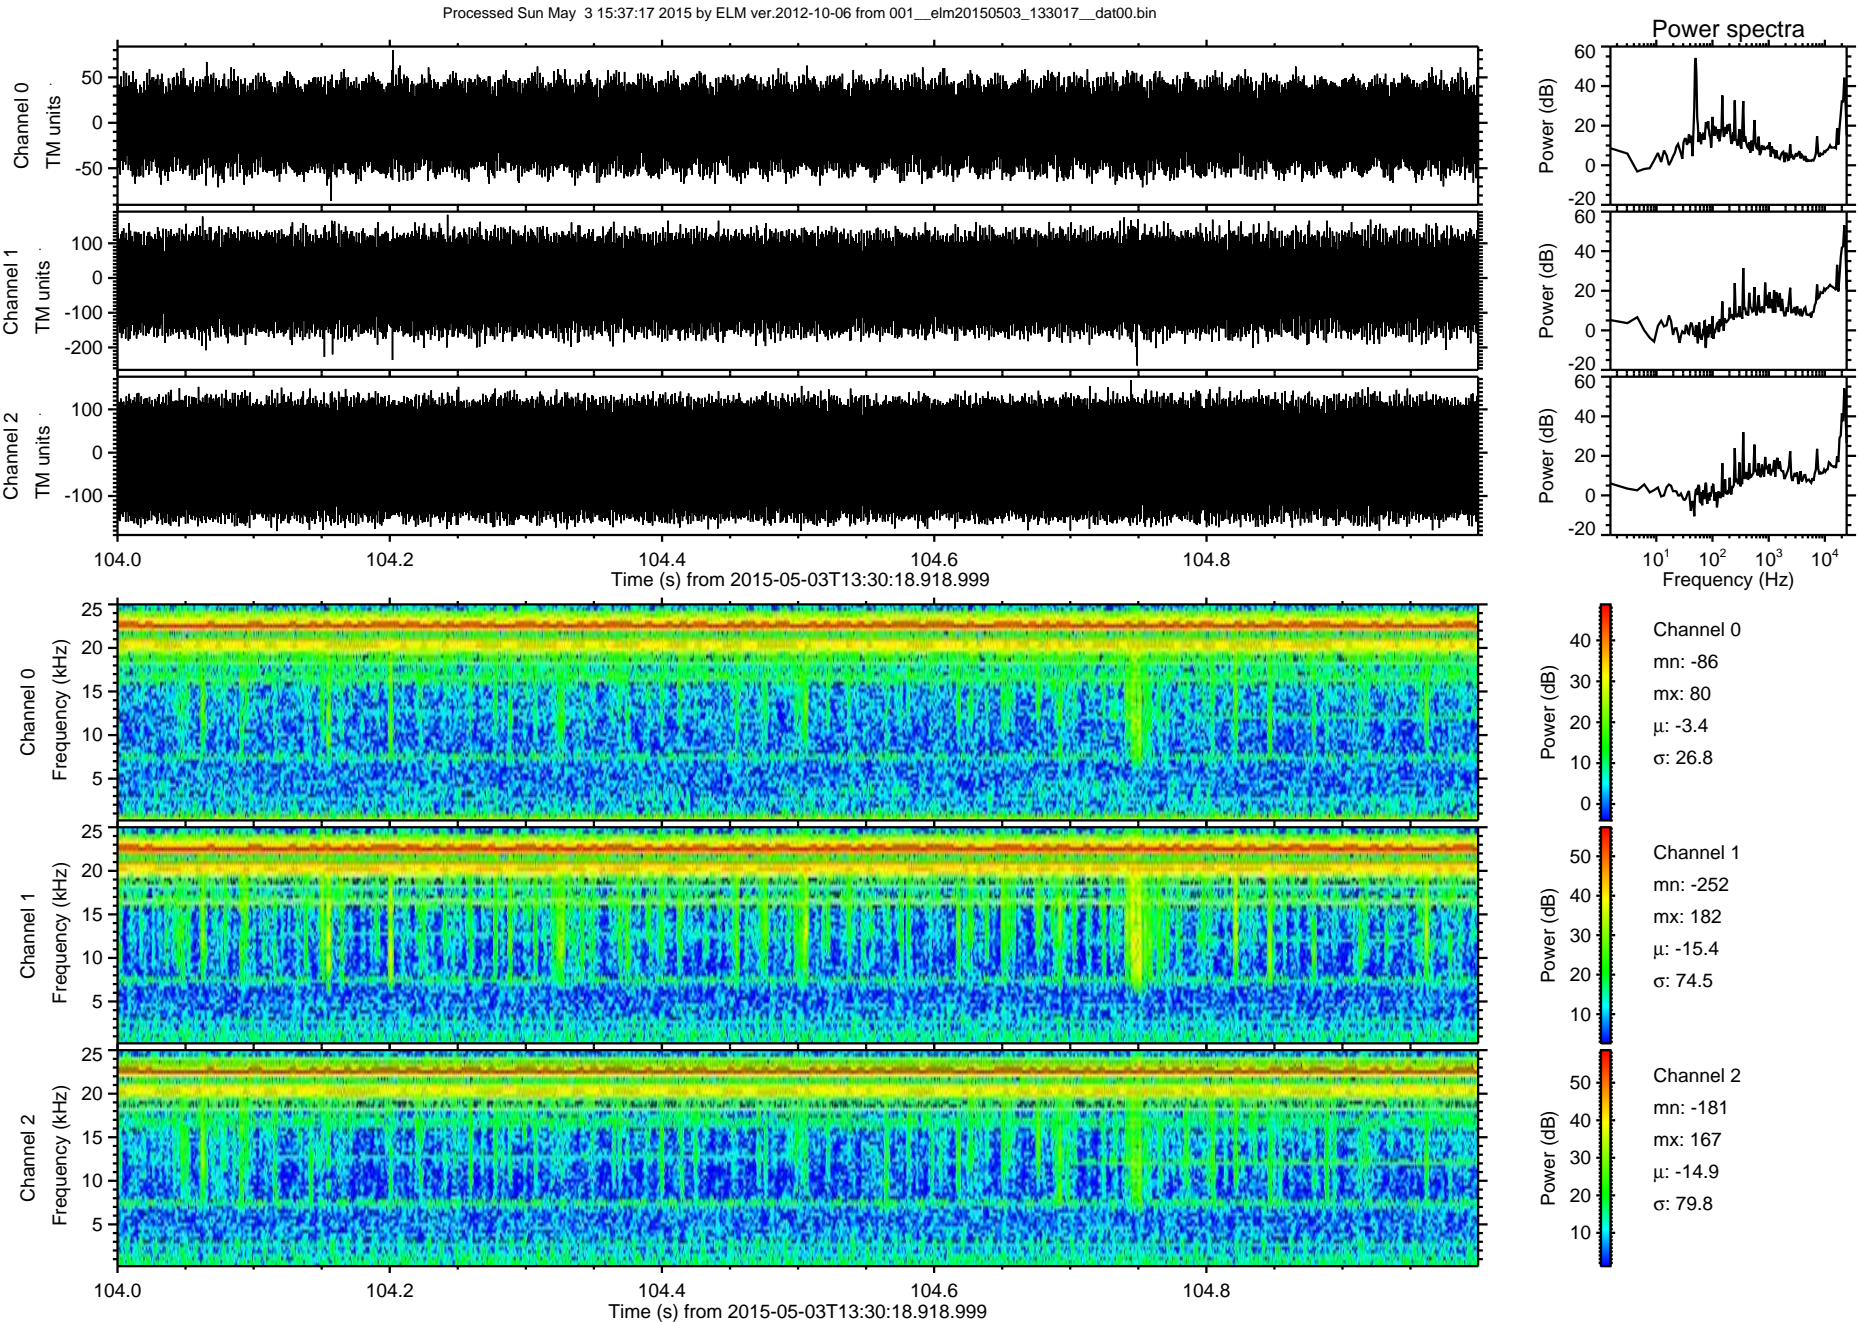 Processed Sun May 3 15:37:17 2015 by ELM ver.2012-10-06 from 001__elm20150503_133017__dat00.bin
Power spectra
Channel 0
TM units
50
0
-50
Power (dB)
60
40
20
0
-20
Channel 1
TM units
100
0
-100
-200
Power (dB)
60
40
20
0
-20
Channel 2
TM units
100
0
-100
Power (dB)
60
40
20
0
-20
104.0 104.2 104.4 104.6 104.8
Time (s) from 2015-05-03T13:30:18.918.999
10^1 10^2 10^3 10^4
Frequency (Hz)
Channel 0
Frequency (kHz)
25
20
15
10
5
Power (dB)
40
30
20
10
0
Channel 0
mn: -86
mx: 80
μ: -3.4
σ: 26.8
Channel 1
Frequency (kHz)
25
20
15
10
5
Power (dB)
50
40
30
20
10
Channel 1
mn: -252
mx: 182
μ: -15.4
σ: 74.5
Channel 2
Frequency (kHz)
25
20
15
10
5
Power (dB)
50
40
30
20
10
Channel 2
mn: -181
mx: 167
μ: -14.9
σ: 79.8
104.0 104.2 104.4 104.6 104.8
Time (s) from 2015-05-03T13:30:18.918.999